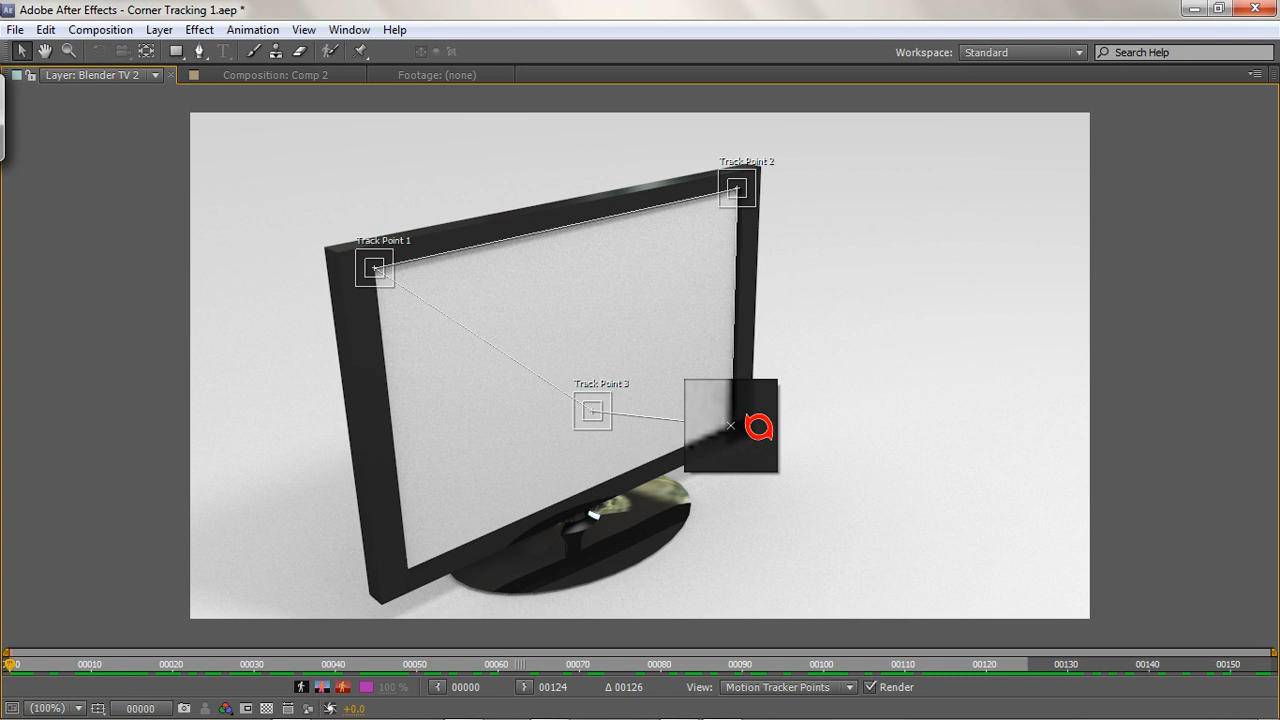 Adobe After Effects - Corner Tracking 1.aep *
File Edit Composition Layer Effect Animation View Window Help
Workspace: Standard Search Help
Layer: Blender TV 2 Composition: Comp 2 Footage: (none)
Track Point 2
Track Point 1
Track Point 3
00010 00020 00030 00040 00050 00060 00070 00080 00090 00100 00110 00120 00130 00140 00150
100 % 00000 00124 Δ 00126 View: Motion Tracker Points Render
(100%) 00000 +0.0